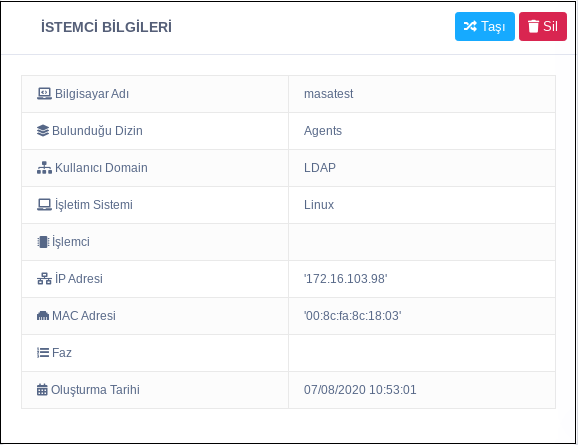 İSTEMCİ BİLGİLERİ
Taşı
Sil
Bilgisayar Adı masatest
Bulunduğu Dizin Agents
Kullanıcı Domain LDAP
İşletim Sistemi Linux
İşlemci
İP Adresi '172.16.103.98'
MAC Adresi '00:8c:fa:8c:18:03'
Faz
Oluşturma Tarihi 07/08/2020 10:53:01